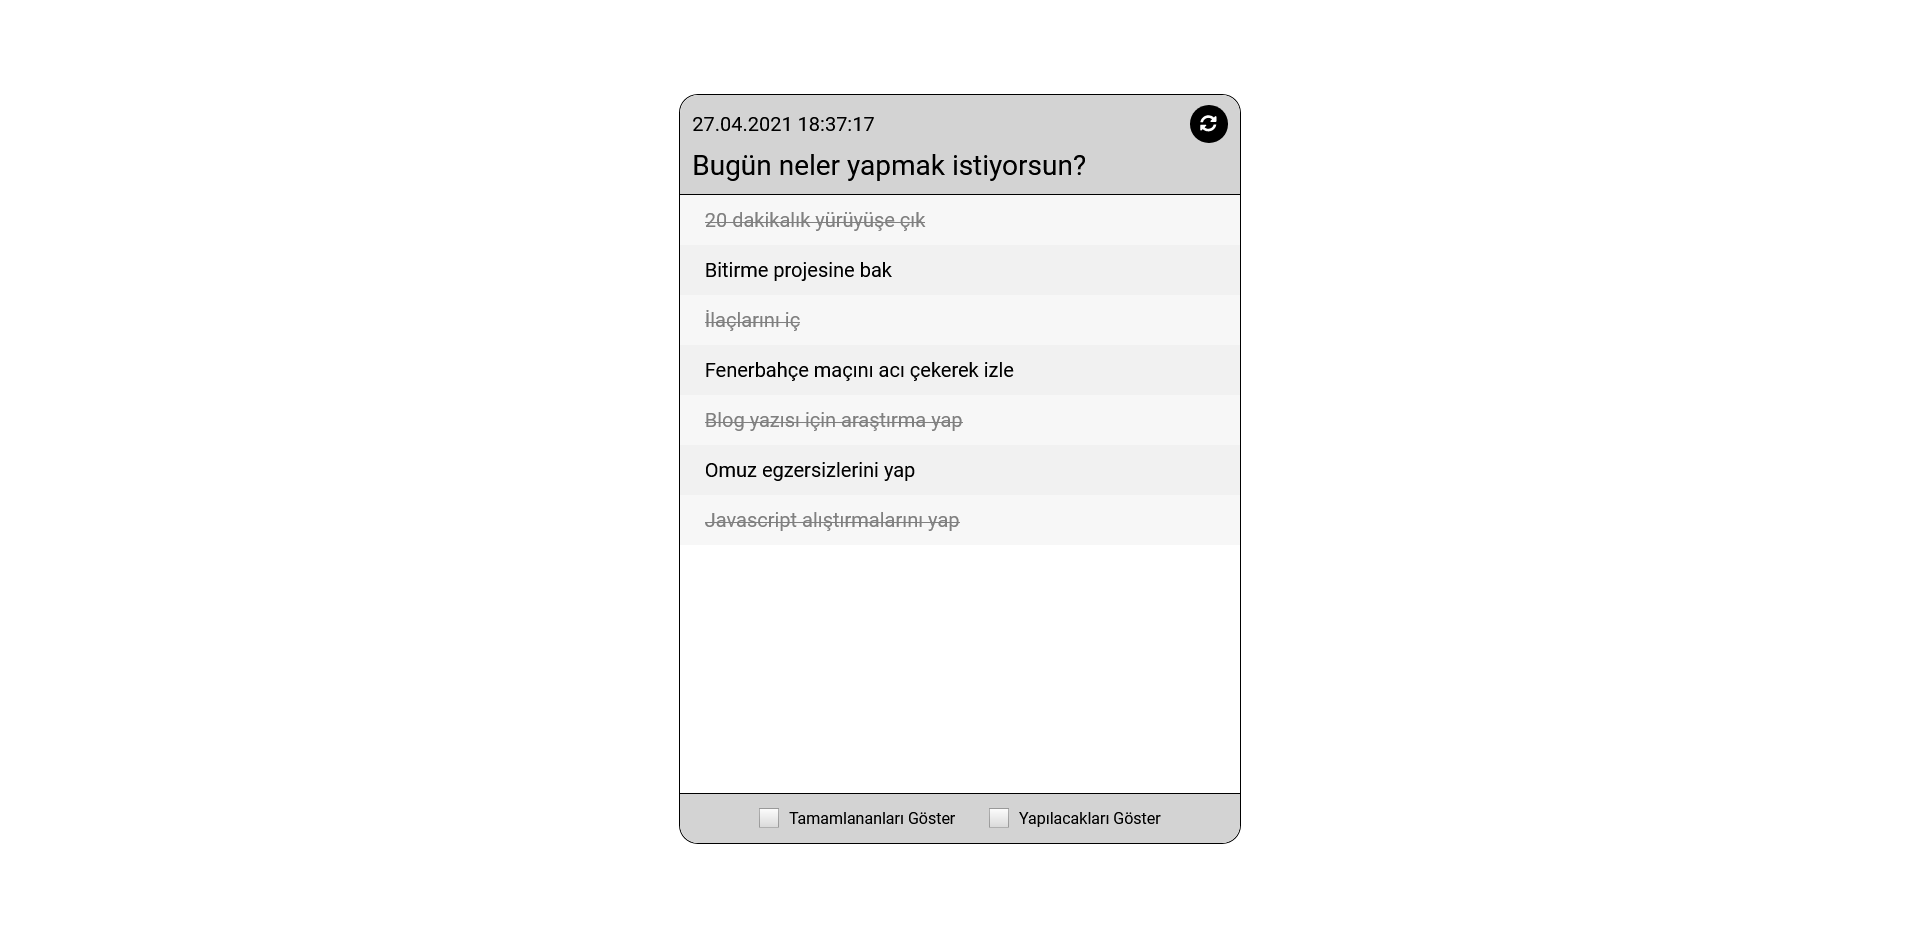 27.04.2021 18:37:17
Bugün neler yapmak istiyorsun?
20 dakikalık yürüyüşe çık
Bitirme projesine bak
İlaçlarını iç
Fenerbahçe maçını acı çekerek izle
Blog yazısı için araştırma yap
Omuz egzersizlerini yap
Javascript alıştırmalarını yap
Tamamlananları Göster Yapılacakları Göster